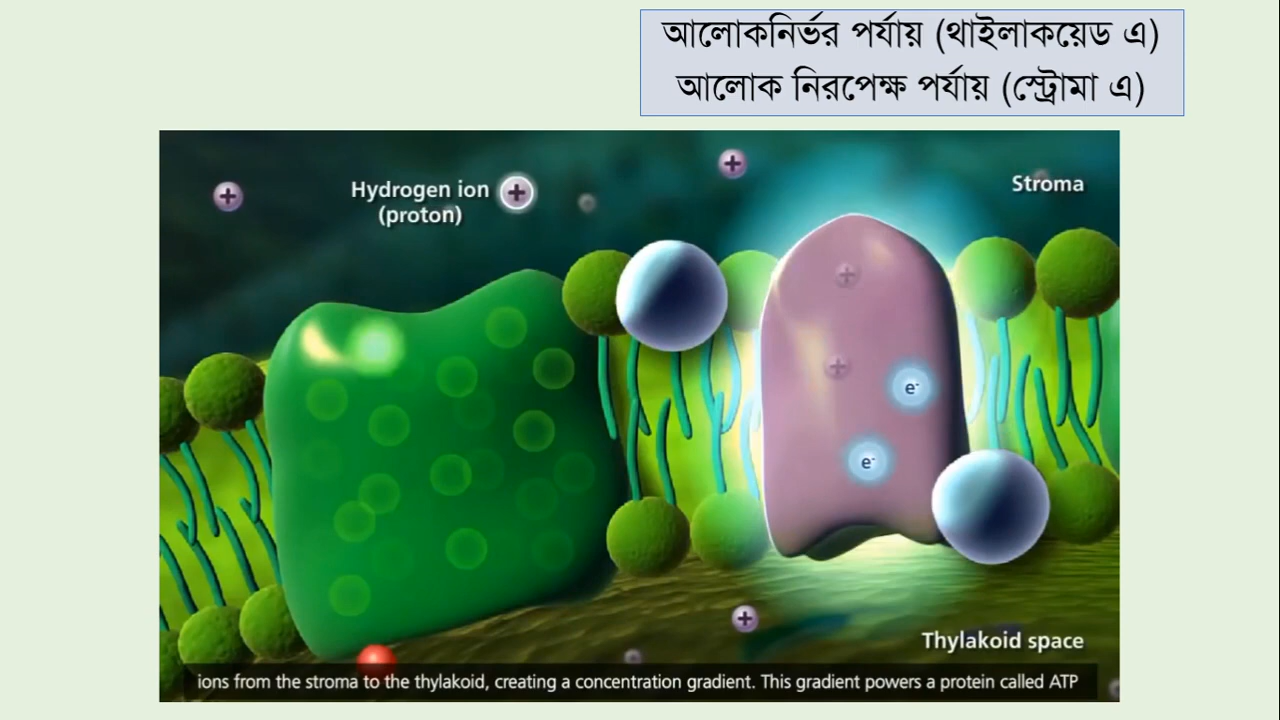 আলোকনির্ভর পর্যায় (থাইলাকয়েড এ)
আলোক নিরপেক্ষ পর্যায় (স্ট্রোমা এ)
Hydrogen ion +
(proton)
+
+
Stroma
+
+
e-
e-
+
Thylakoid space
ions from the stroma to the thylakoid, creating a concentration gradient. This gradient powers a protein called ATP